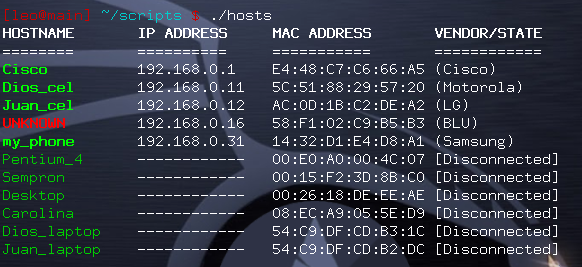 [leo@main] ~/scripts :: ./hosts
HOSTNAME IP ADDRESS MAC ADDRESS VENDOR/STATE
========= ========== =========== ============
Cisco 192.168.0.1 E4:48:C7:C6:66:A5 (Cisco)
Dios_cel 192.168.0.11 5C:51:88:29:57:20 (Motorola)
Juan_cel 192.168.0.12 AC:0D:1B:C2:DE:A2 (LG)
UNKNOWN 192.168.0.16 58:F1:02:C9:B5:B3 (BLU)
my_phone 192.168.0.31 14:32:D1:E4:D8:A1 (Samsung)
Pentium_4 ------------ 00:E0:A0:00:4C:07 [Disconnected]
Sempron ------------ 00:15:F2:3D:8B:C0 [Disconnected]
Desktop ------------ 00:26:18:DE:EE:AE [Disconnected]
Carolina ------------ 08:EC:A9:05:5E:D9 [Disconnected]
Dios_laptop ------------ 54:C9:DF:CD:B3:1C [Disconnected]
Juan_laptop ------------ 54:C9:DF:CD:B2:DC [Disconnected]